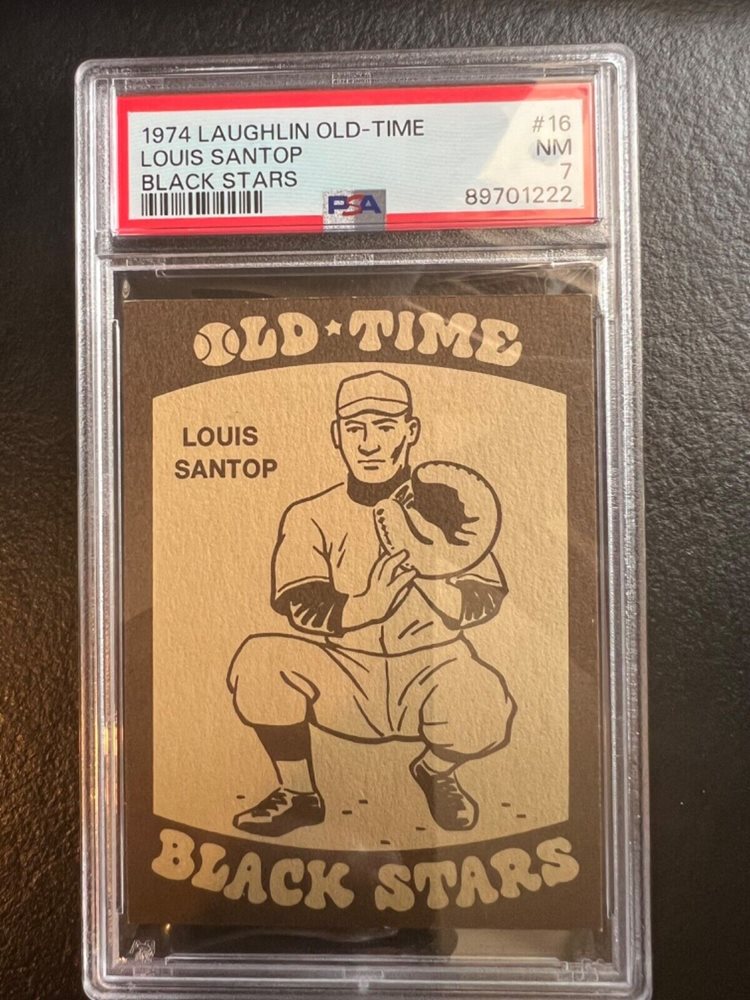 1974 LAUGHLIN OLD-TIME #16
LOUIS SANTOP NM
BLACK STARS 7
PSA 89701222
OLD TIME
LOUIS
SANTOP
BLACK STARS